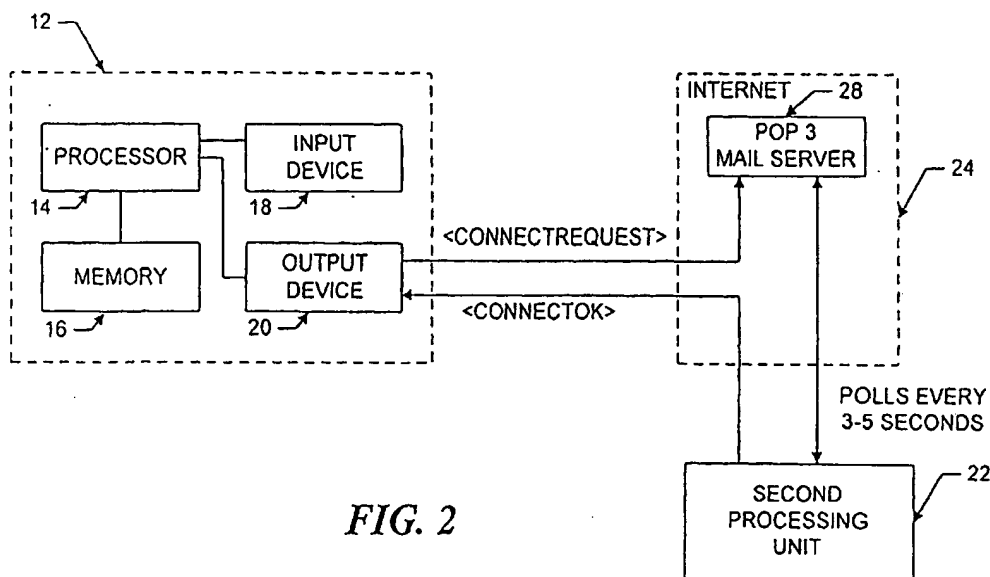 12
INTERNET
28
PROCESSOR
INPUT
DEVICE
POP 3
MAIL SERVER
14
18
24
<CONNECTREQUEST>
MEMORY
OUTPUT
DEVICE
16
20
<CONNECTOK>
POLLS EVERY
3-5 SECONDS
22
SECOND
PROCESSING
UNIT
FIG. 2